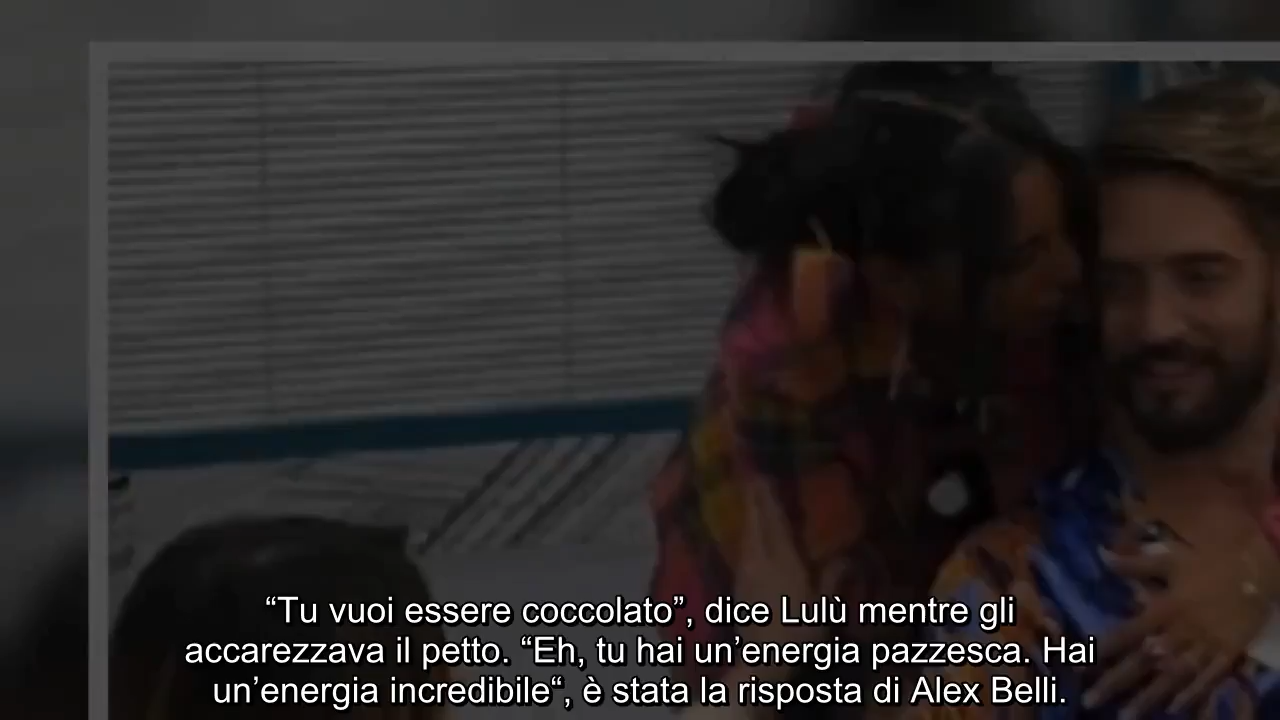 “Tu vuoi essere coccolato”, dice Lulù mentre gli
accarezzava il petto. “Eh, tu hai un’energia pazzesca. Hai
un’energia incredibile“, è stata la risposta di Alex Belli.